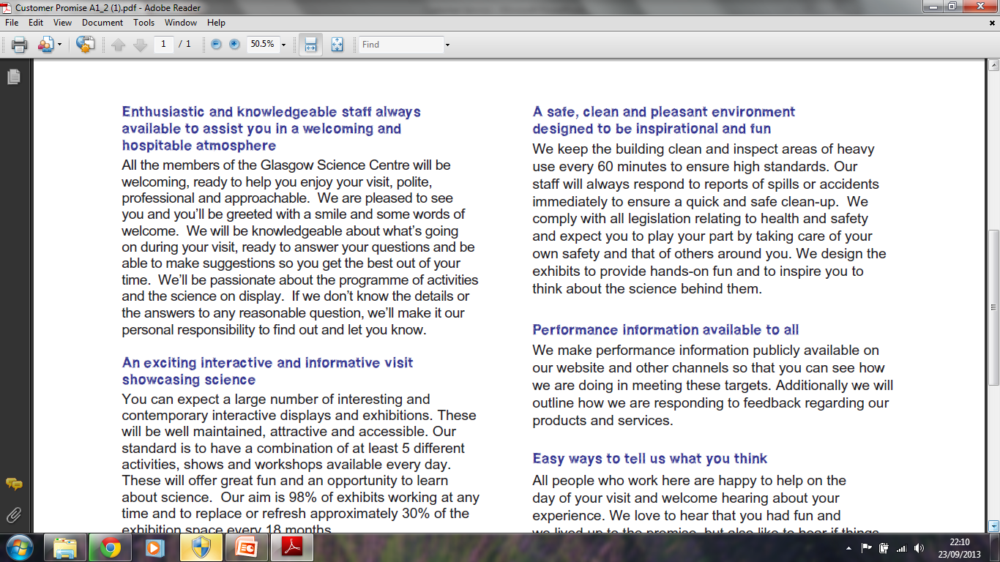 Customer Promise A1_2 (1).pdf - Adobe Reader
File Edit View Document Tools Window Help
1 / 1 50.5% Find
Enthusiastic and knowledgeable staff always
available to assist you in a welcoming and
hospitable atmosphere
All the members of the Glasgow Science Centre will be
welcoming, ready to help you enjoy your visit, polite,
professional and approachable.  We are pleased to see
you and you’ll be greeted with a smile and some words of
welcome.  We will be knowledgeable about what’s going
on during your visit, ready to answer your questions and be
able to make suggestions so you get the best out of your
time.  We’ll be passionate about the programme of activities
and the science on display.  If we don’t know the details or
the answers to any reasonable question, we’ll make it our
personal responsibility to find out and let you know.
An exciting interactive and informative visit
showcasing science
You can expect a large number of interesting and
contemporary interactive displays and exhibitions. These
will be well maintained, attractive and accessible. Our
standard is to have a combination of at least 5 different
activities, shows and workshops available every day.
These will offer great fun and an opportunity to learn
about science.  Our aim is 98% of exhibits working at any
time and to replace or refresh approximately 30% of the
exhibition space every 18 months
A safe, clean and pleasant environment
designed to be inspirational and fun
We keep the building clean and inspect areas of heavy
use every 60 minutes to ensure high standards. Our
staff will always respond to reports of spills or accidents
immediately to ensure a quick and safe clean-up.  We
comply with all legislation relating to health and safety
and expect you to play your part by taking care of your
own safety and that of others around you. We design the
exhibits to provide hands-on fun and to inspire you to
think about the science behind them.
Performance information available to all
We make performance information publicly available on
our website and other channels so that you can see how
we are doing in meeting these targets. Additionally we will
outline how we are responding to feedback regarding our
products and services.
Easy ways to tell us what you think
All people who work here are happy to help on the
day of your visit and welcome hearing about your
experience. We love to hear that you had fun and
we lived up to the promise, but also like to hear if things
22:10
23/09/2013